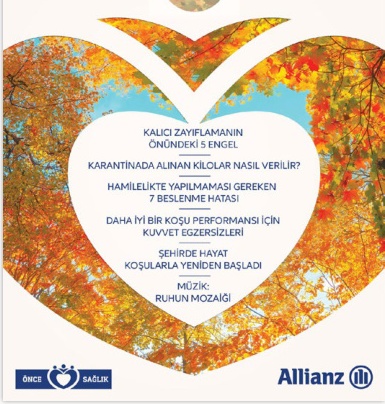 KALICI ZAYIFLAMANIN
ÖNÜNDEKİ 5 ENGEL
KARANTİNADA ALINAN KİLOLAR NASIL VERİLİR?
HAMİLELİKTE YAPILMAMASI GEREKEN
7 BESLENME HATASI
DAHA İYİ BİR KOŞU PERFORMANSI İÇİN
KUVVET EGZERSİZLERİ
ŞEHİRDE HAYAT
KOŞULARLA YENİDEN BAŞLADI
MÜZİK:
RUHUN MOZAİĞİ
ÖNCE SAĞLIK
Allianz